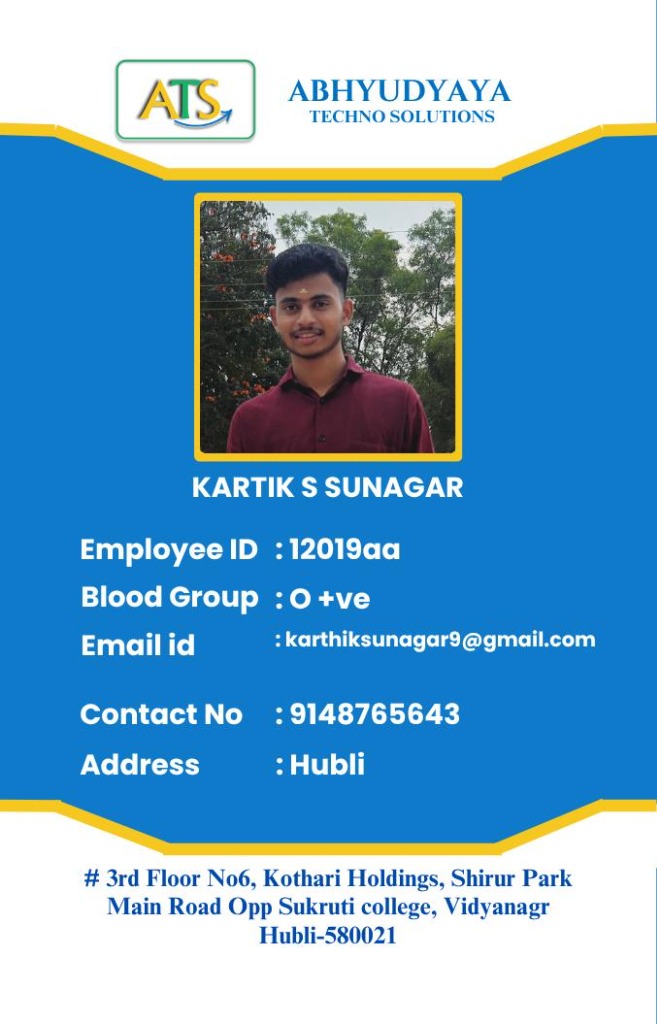 ATS
ABHYUDYAYA
TECHNO SOLUTIONS
KARTIK S SUNAGAR
Employee ID : 12019aa
Blood Group : O +ve
Email id : karthiksunagar9@gmail.com
Contact No : 9148765643
Address : Hubli
# 3rd Floor No6, Kothari Holdings, Shirur Park
Main Road Opp Sukruti college, Vidyanagr
Hubli-580021